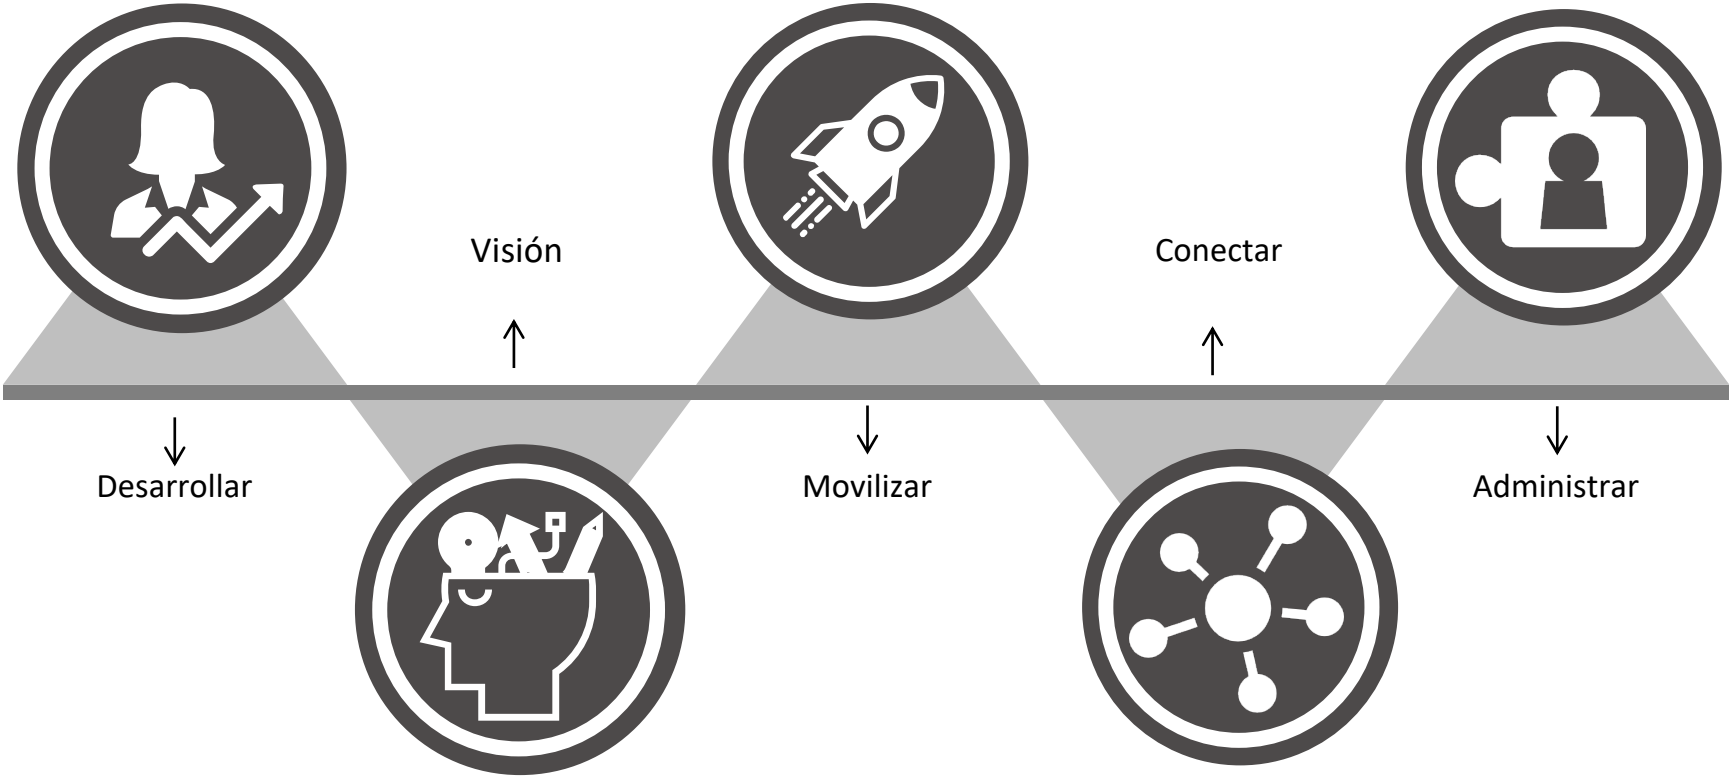 Visión
Conectar
Desarrollar
Movilizar
Administrar